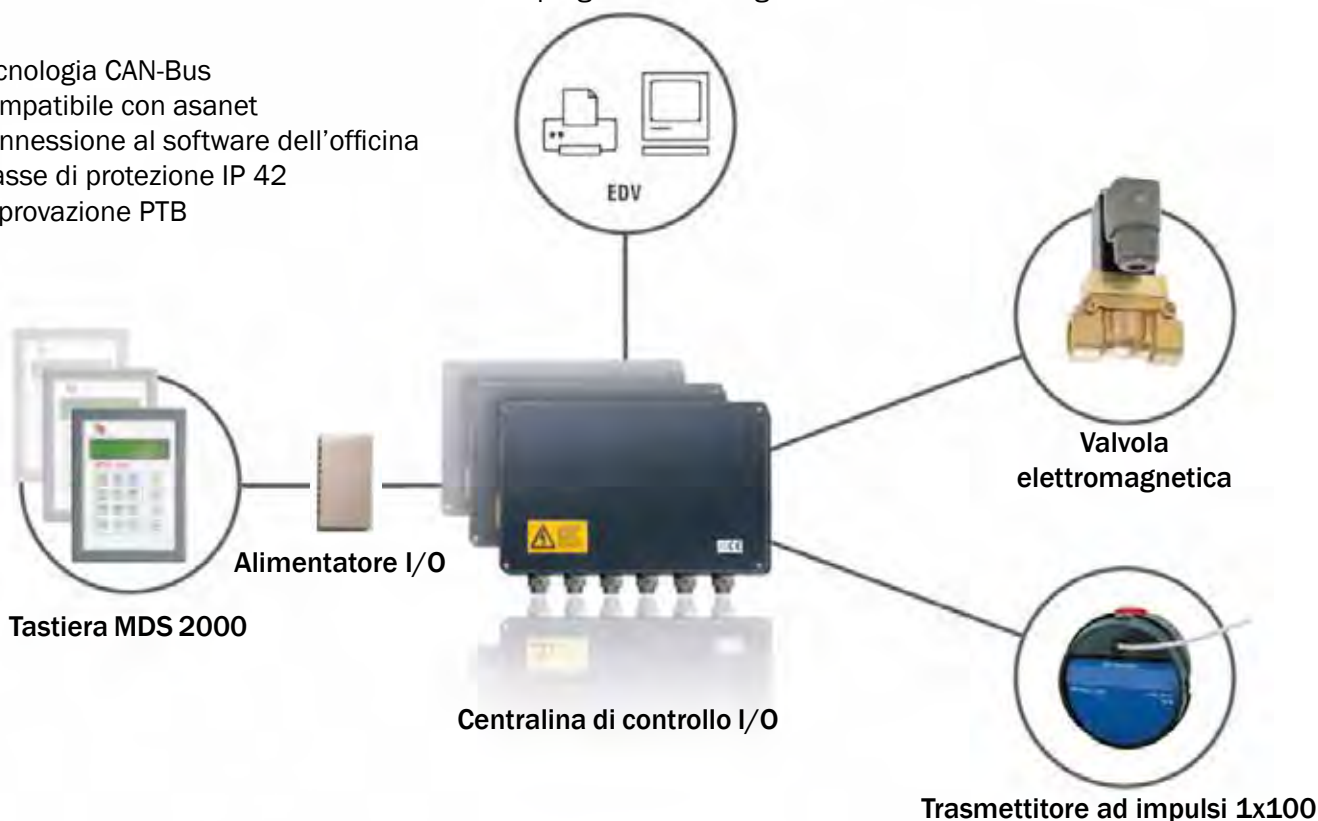 cnologia CAN-Bus
mpatibile con asanet
nnessione al software dell'officina
asse di protezione IP 42
provazione PTB
EDV
Valvola
elettromagnetica
Alimentatore I/O
Tastiera MDS 2000
Centralina di controllo I/O
Trasmettitore ad impulsi 1x100